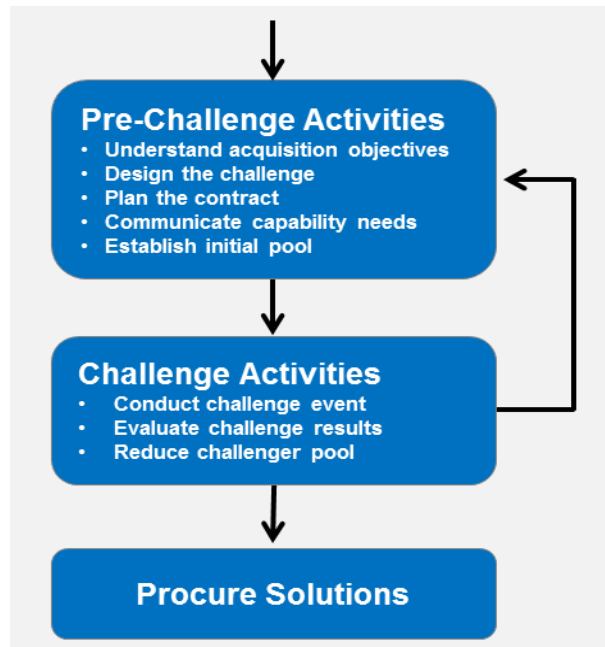 Pre-Challenge Activities
• Understand acquisition objectives
• Design the challenge
• Plan the contract
• Communicate capability needs
• Establish initial pool
Challenge Activities
• Conduct challenge event
• Evaluate challenge results
• Reduce challenger pool
Procure Solutions